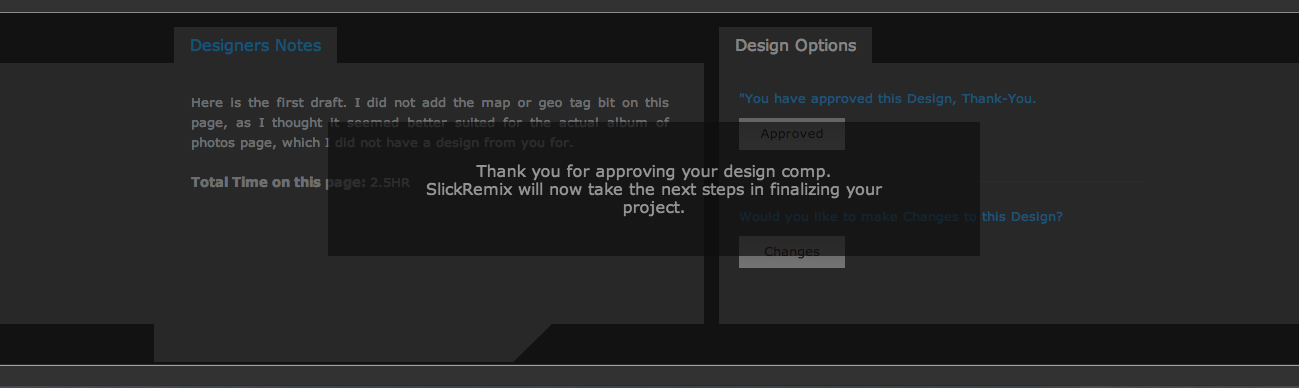 Designers Notes
Here is the first draft. I did not add the map or geo tag bit on this
page, as I thought it seemed better suited for the actual album of
photos page, which I did not have a design from you for.
Total Time on this page: 2.5HR
Design Options
"You have approved this Design, Thank-You.
Approved
Would you like to make Changes to this Design?
Changes
Thank you for approving your design comp.
SlickRemix will now take the next steps in finalizing your
project.